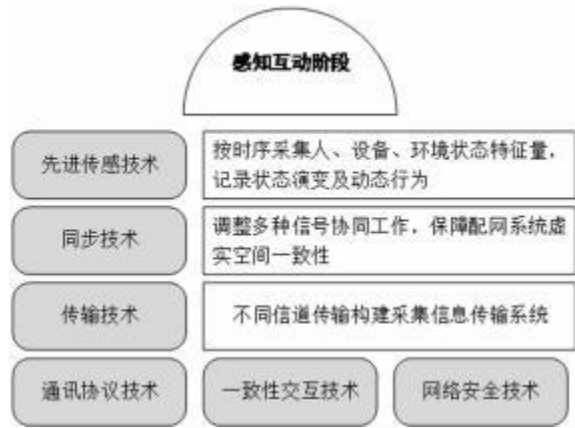 感知互动阶段
先进传感技术
按时序采集人、设备、环境状态特征量，
记录状态演变及动态行为
同步技术
调整多种信号协同工作，保障配网系统虚
实空间一致性
传输技术
不同信道传输构建采集信息传输系统
通讯协议技术
一致性交互技术
网络安全技术